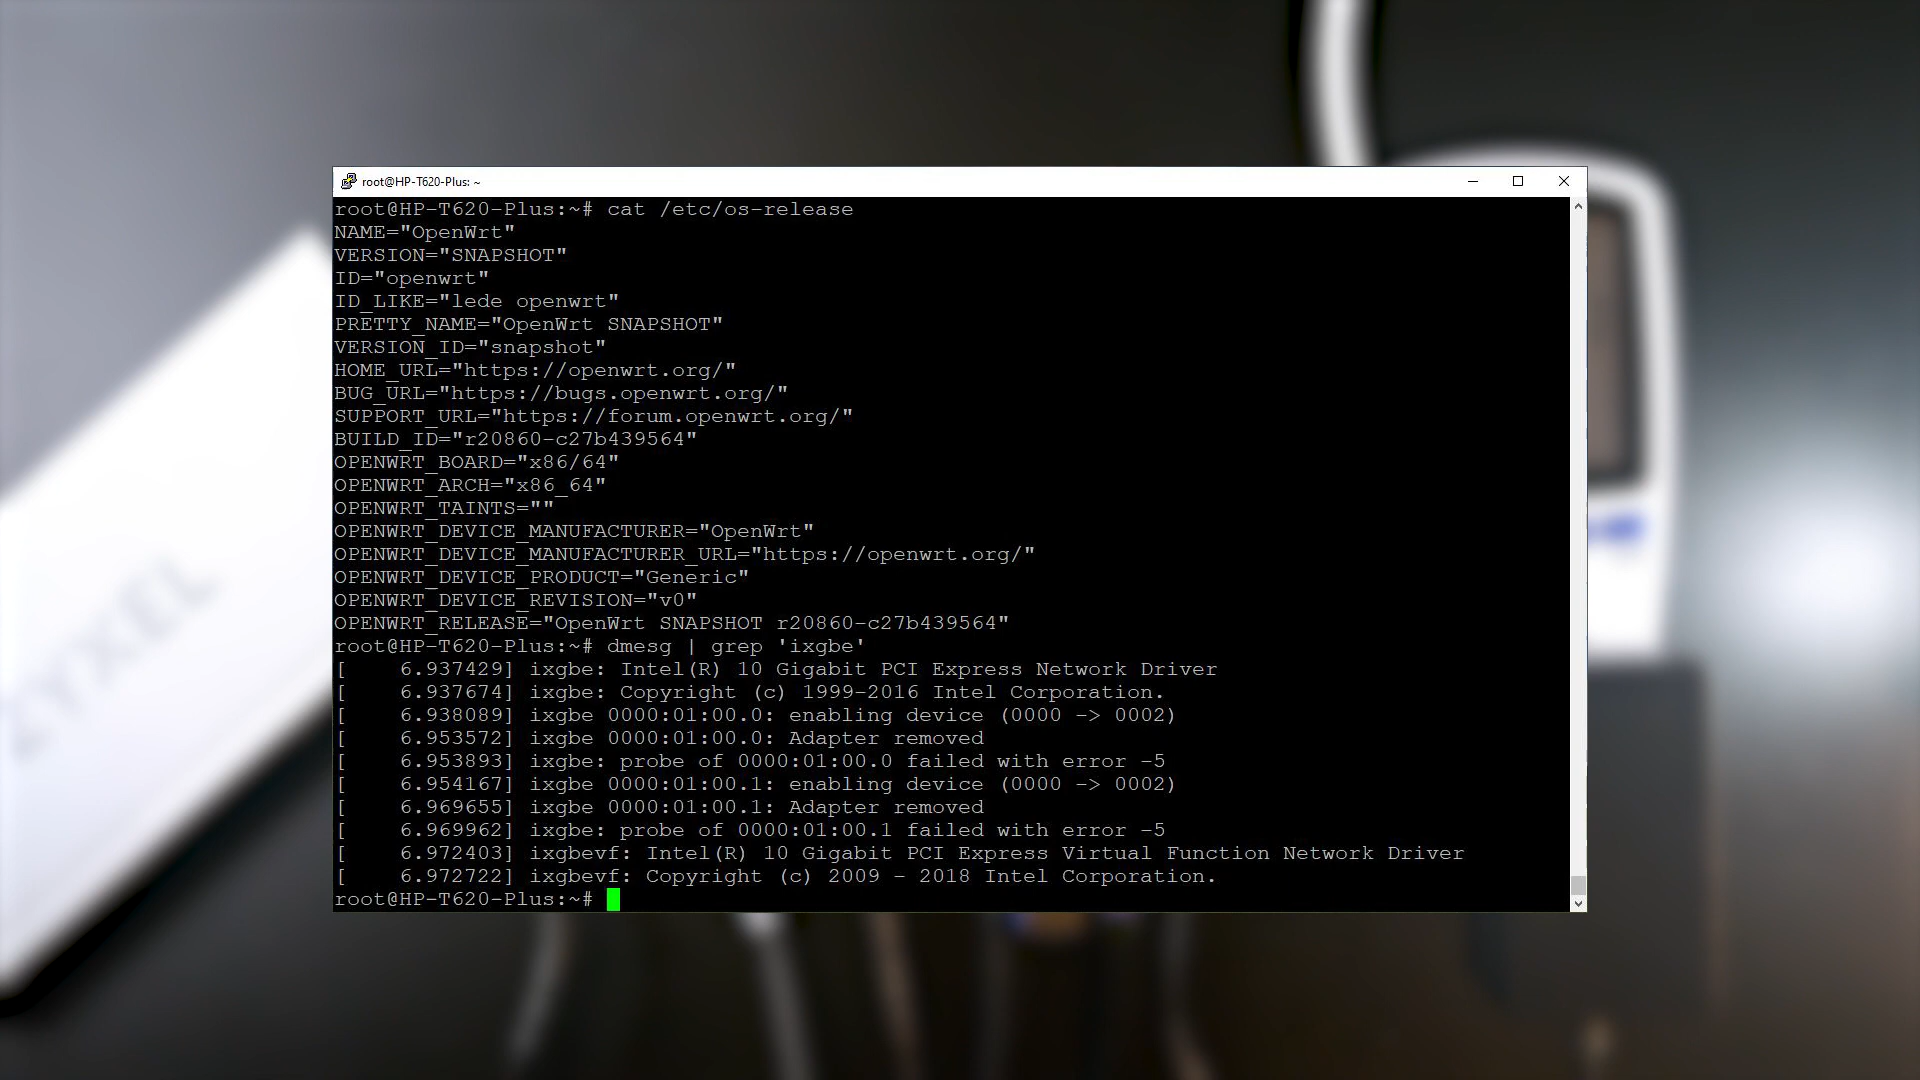 root@HP-T620-Plus: ~
root@HP-T620-Plus:~# cat /etc/os-release
NAME="OpenWrt"
VERSION="SNAPSHOT"
ID="openwrt"
ID_LIKE="lede openwrt"
PRETTY_NAME="OpenWrt SNAPSHOT"
VERSION_ID="snapshot"
HOME_URL="https://openwrt.org/"
BUG_URL="https://bugs.openwrt.org/"
SUPPORT_URL="https://forum.openwrt.org/"
BUILD_ID="r20860-c27b439564"
OPENWRT_BOARD="x86/64"
OPENWRT_ARCH="x86_64"
OPENWRT_TAINTS=""
OPENWRT_DEVICE_MANUFACTURER="OpenWrt"
OPENWRT_DEVICE_MANUFACTURER_URL="https://openwrt.org/"
OPENWRT_DEVICE_PRODUCT="Generic"
OPENWRT_DEVICE_REVISION="v0"
OPENWRT_RELEASE="OpenWrt SNAPSHOT r20860-c27b439564"
root@HP-T620-Plus:~# dmesg | grep 'ixgbe'
[    6.937429] ixgbe: Intel(R) 10 Gigabit PCI Express Network Driver
[    6.937674] ixgbe: Copyright (c) 1999-2016 Intel Corporation.
[    6.938089] ixgbe 0000:01:00.0: enabling device (0000 -> 0002)
[    6.953572] ixgbe 0000:01:00.0: Adapter removed
[    6.953893] ixgbe: probe of 0000:01:00.0 failed with error -5
[    6.954167] ixgbe 0000:01:00.1: enabling device (0000 -> 0002)
[    6.969655] ixgbe 0000:01:00.1: Adapter removed
[    6.969962] ixgbe: probe of 0000:01:00.1 failed with error -5
[    6.972403] ixgbevf: Intel(R) 10 Gigabit PCI Express Virtual Function Network Driver
[    6.972722] ixgbevf: Copyright (c) 2009 - 2018 Intel Corporation.
root@HP-T620-Plus:~#
ZYXEL